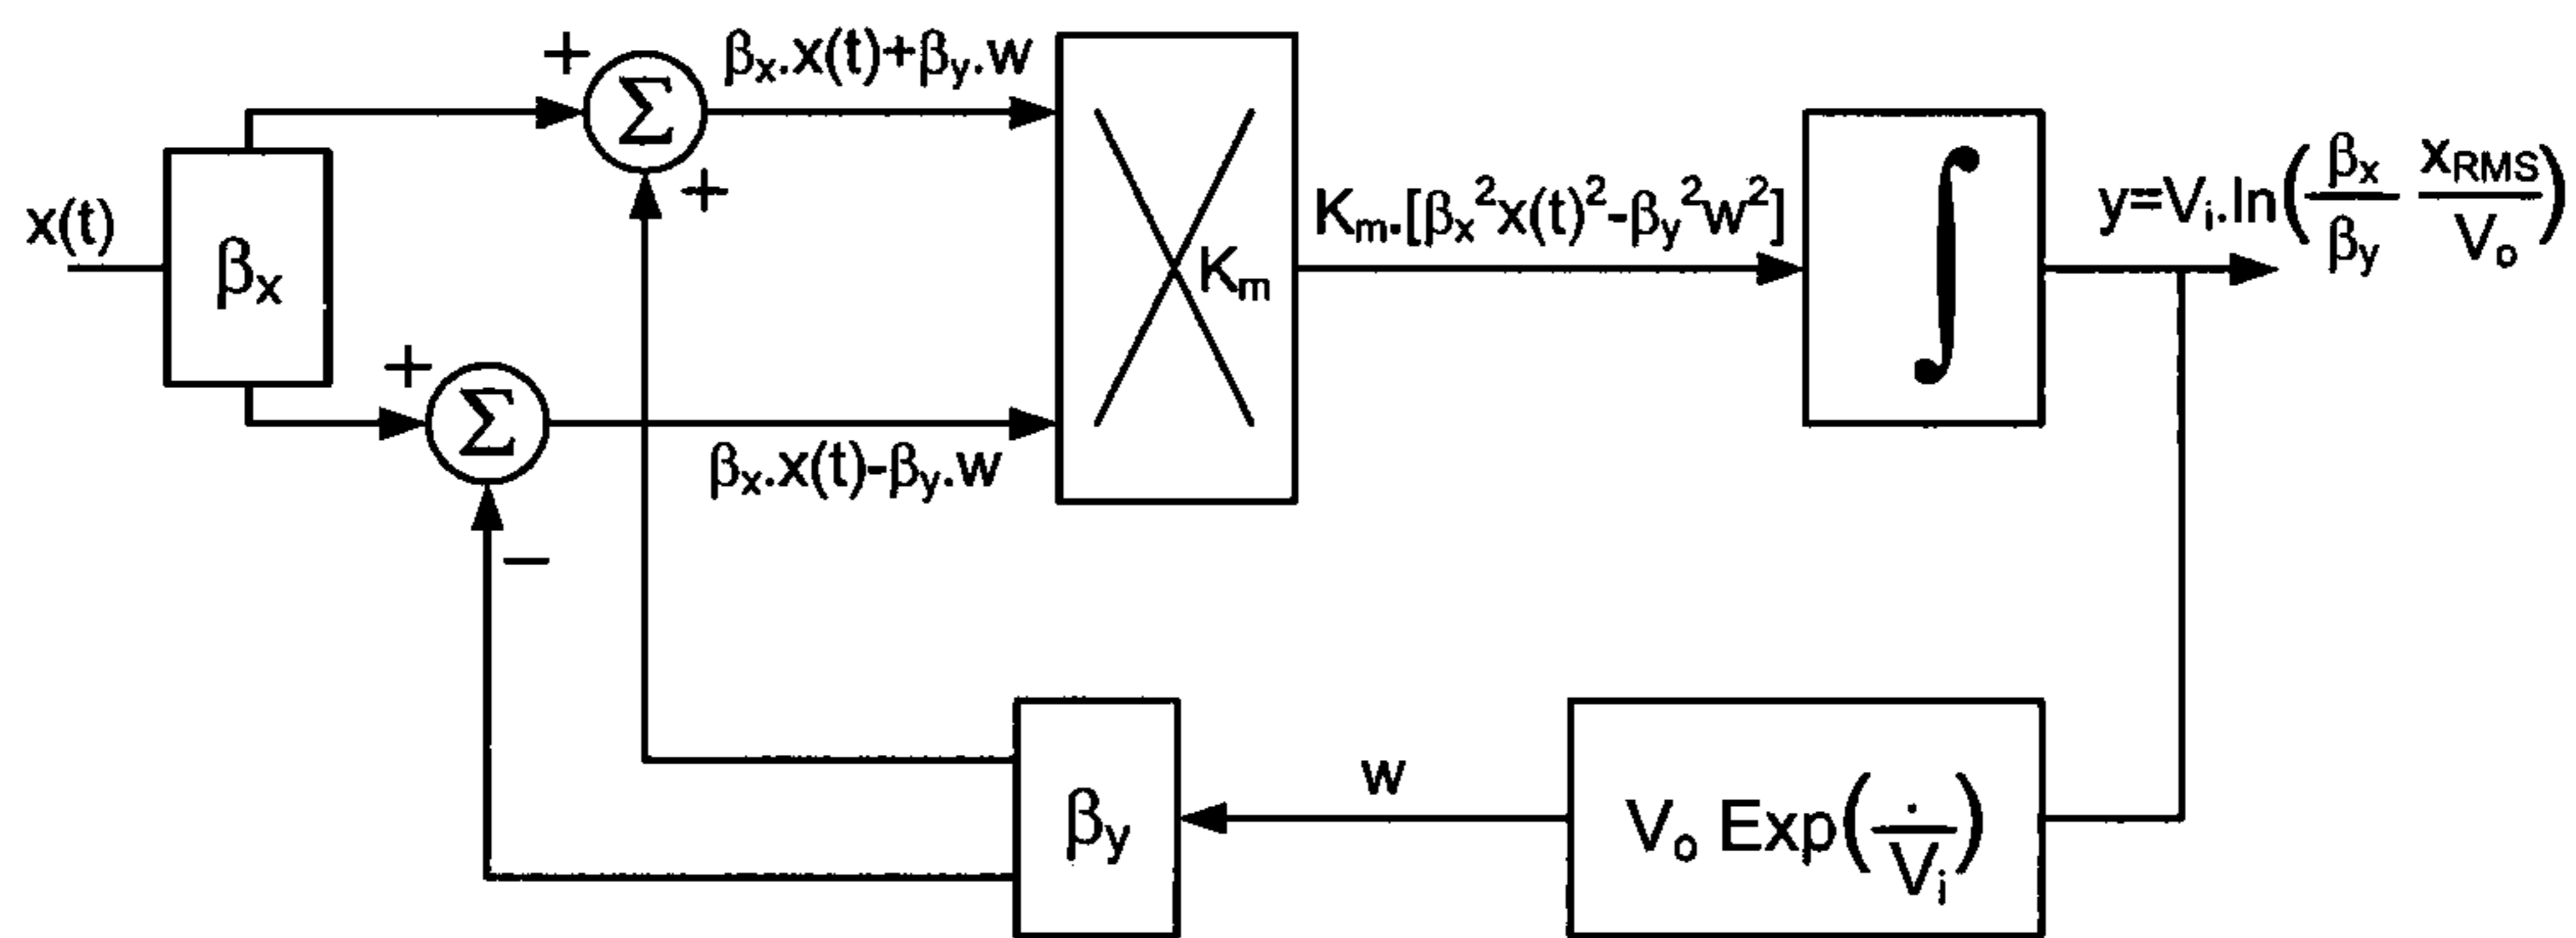 x(t)
βx
+
Σ
+
βx.x(t)+βy.w
+
Σ
−
βx.x(t)-βy.w
Km
Km.[βx²x(t)²-βy²w²]
∫
y=Vi.ln(βx/βy xRMS/Vo)
βy
w
Vo Exp(·/Vi)